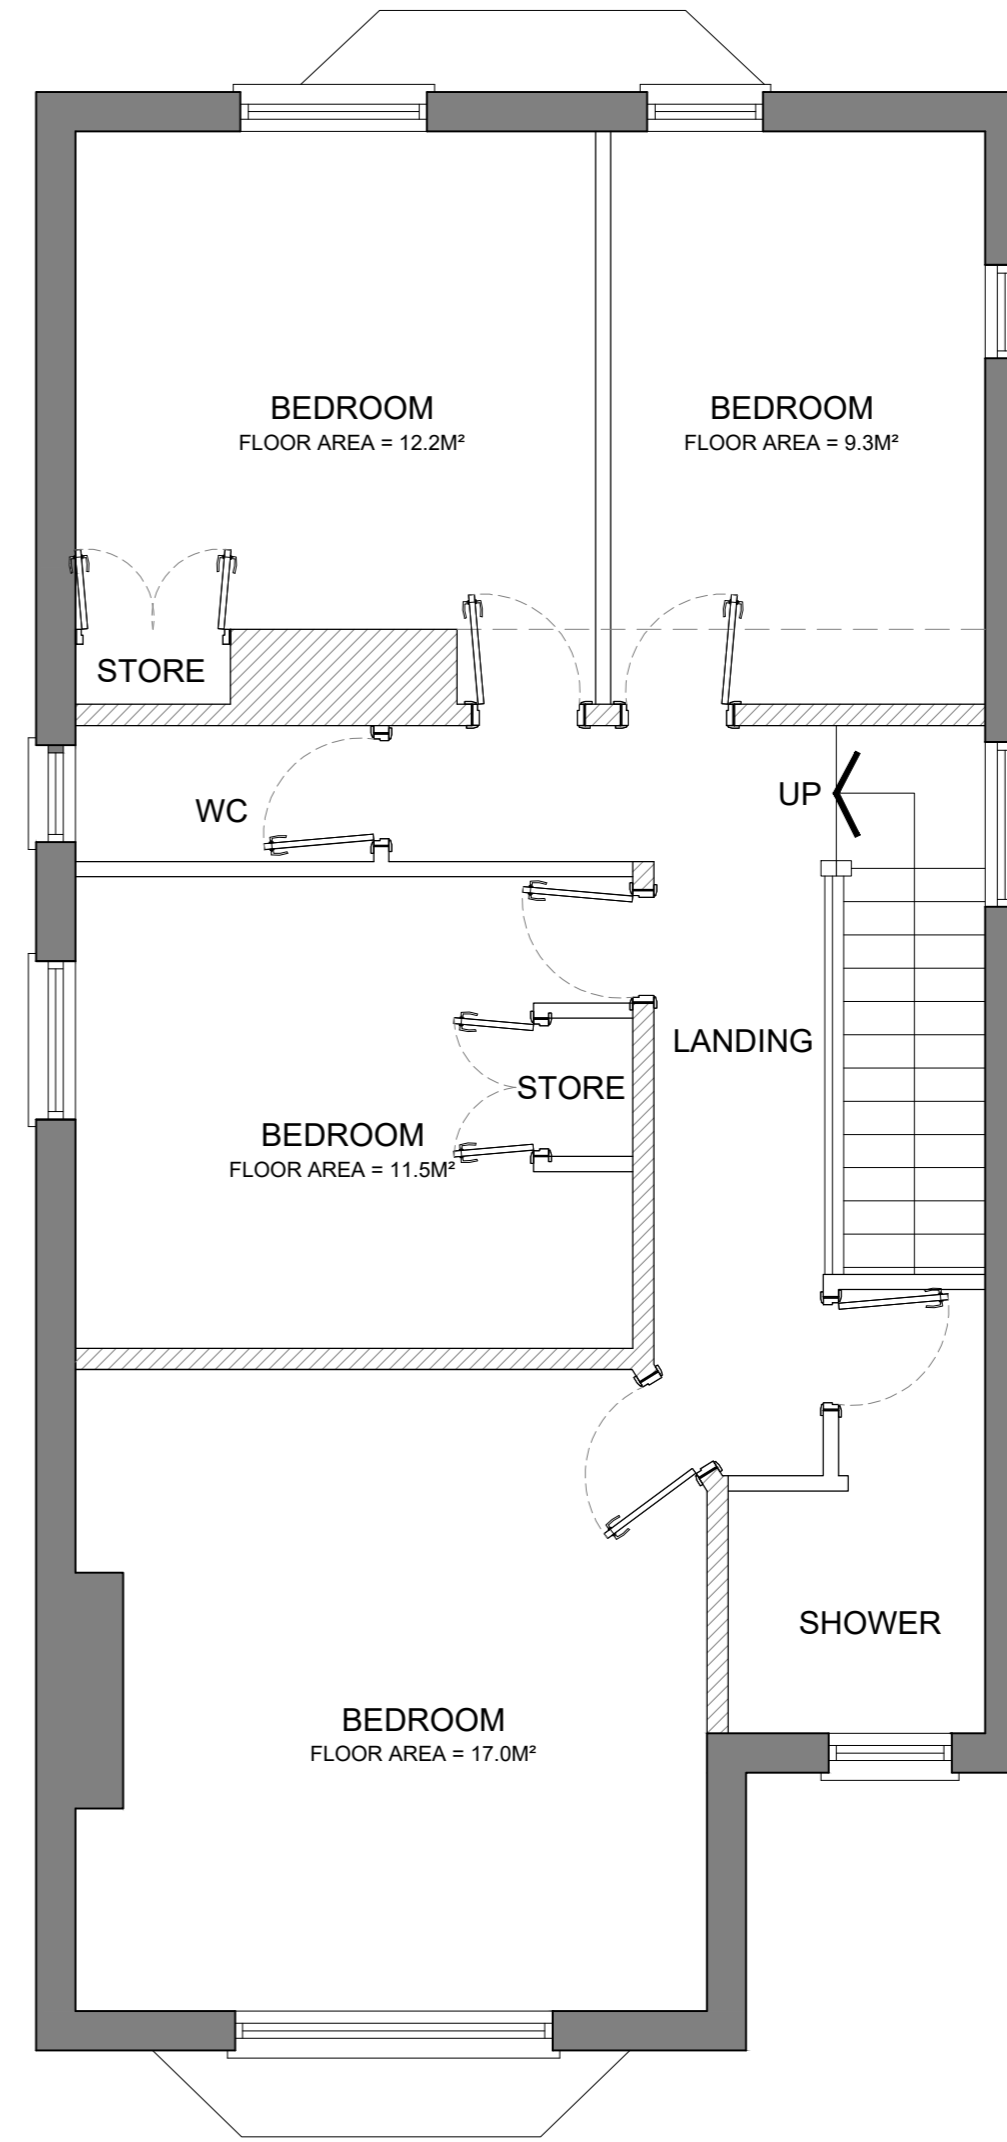 BEDROOM
FLOOR AREA = 12.2M²
BEDROOM
FLOOR AREA = 9.3M²
STORE
WC
UP
LANDING
STORE
BEDROOM
FLOOR AREA = 11.5M²
SHOWER
BEDROOM
FLOOR AREA = 17.0M²